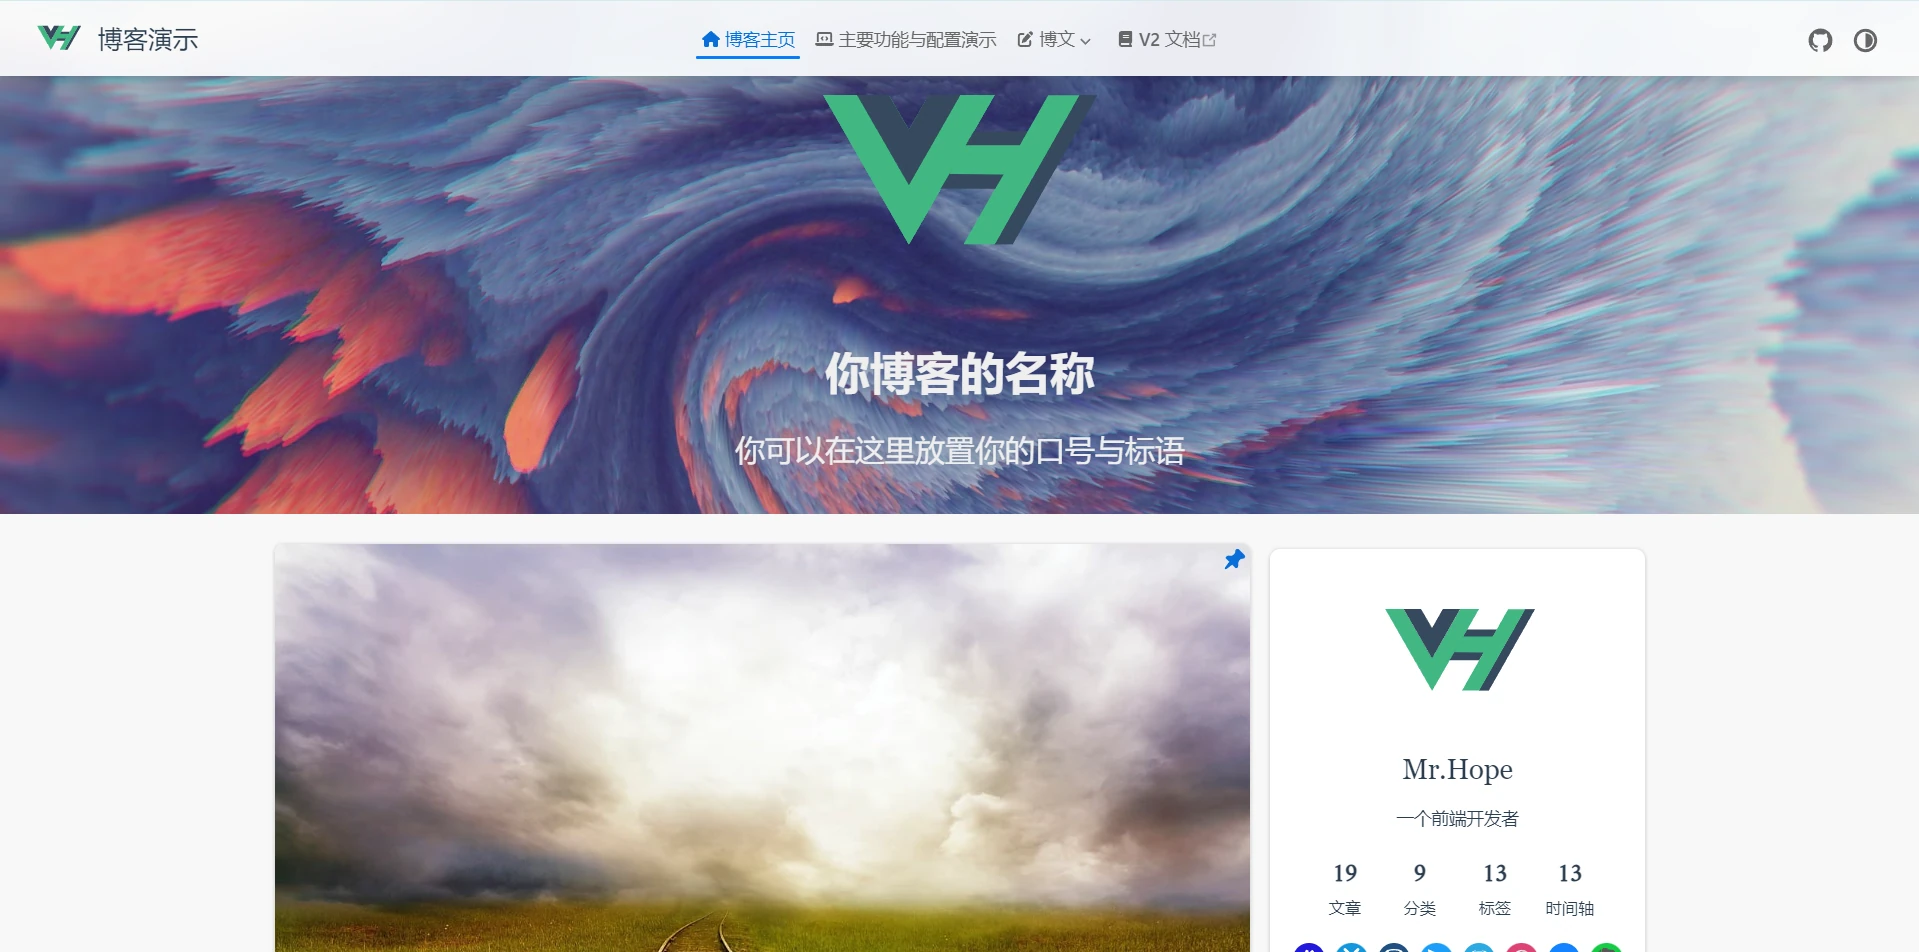 博客演示
博客主页 主要功能与配置演示 博文 V2 文档
你博客的名称
你可以在这里放置你的口号与标语
Mr.Hope
一个前端开发者
19 9 13 13
文章 分类 标签 时间轴